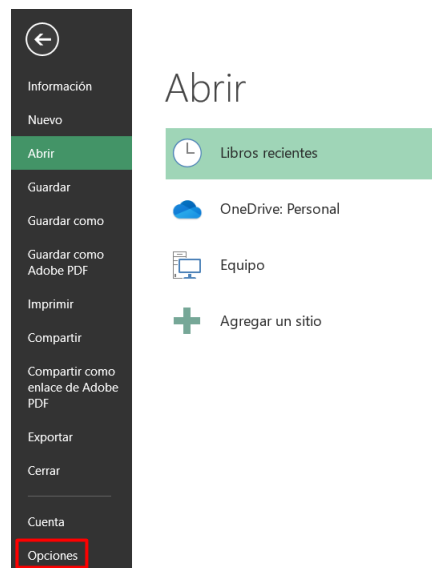 Información
Nuevo
Abrir
Guardar
Guardar como
Guardar como
Adobe PDF
Imprimir
Compartir
Compartir como
enlace de Adobe
PDF
Exportar
Cerrar
Cuenta
Opciones
Abrir
Libros recientes
OneDrive: Personal
Equipo
Agregar un sitio